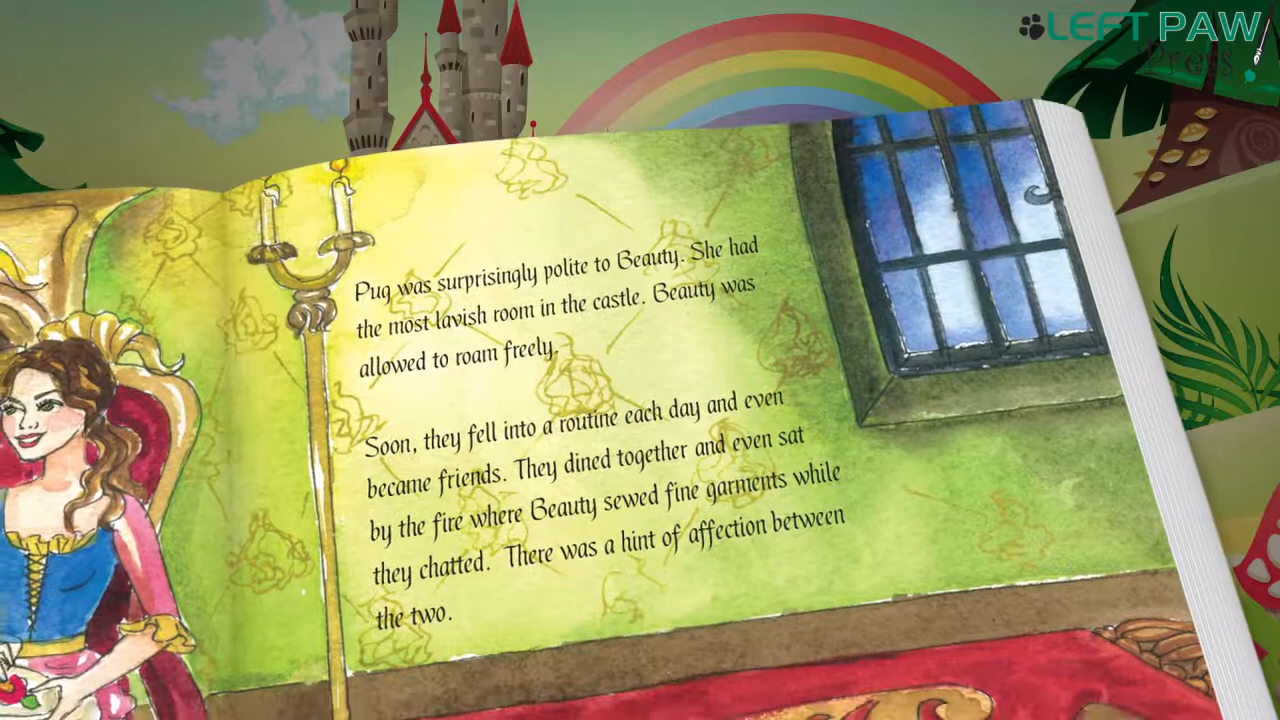 LEFT PAW
Press
Pug was surprisingly polite to Beauty. She had
the most lavish room in the castle. Beauty was
allowed to roam freely.
Soon, they fell into a routine each day and even
became friends. They dined together and even sat
by the fire where Beauty sewed fine garments while
they chatted. There was a hint of affection between
the two.